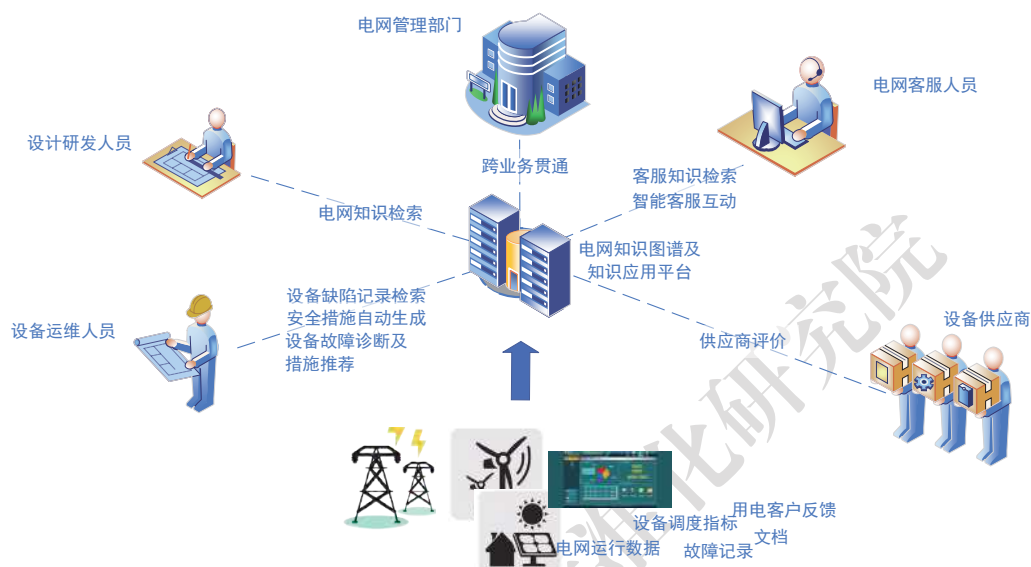 电网管理部门
电网客服人员
设计研发人员
跨业务贯通
客服知识检索
智能客服互动
电网知识检索
电网知识图谱及
知识应用平台
设备缺陷记录检索
安全措施自动生成
设备故障诊断及
措施推荐
设备运维人员
设备供应商
供应商评价
用电客户反馈
设备调度指标
文档
电网运行数据
故障记录
准化研究院